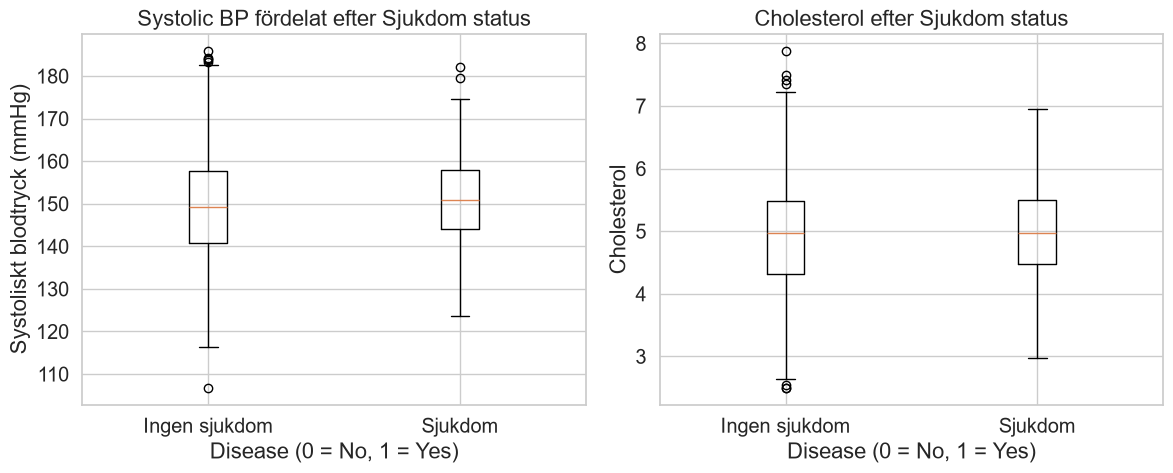 Systolic BP fördelat efter Sjukdom status
Systoliskt blodtryck (mmHg)
180
170
160
150
140
130
120
110
Ingen sjukdom
Sjukdom
Disease (0 = No, 1 = Yes)
Cholesterol efter Sjukdom status
Cholesterol
8
7
6
5
4
3
Ingen sjukdom
Sjukdom
Disease (0 = No, 1 = Yes)